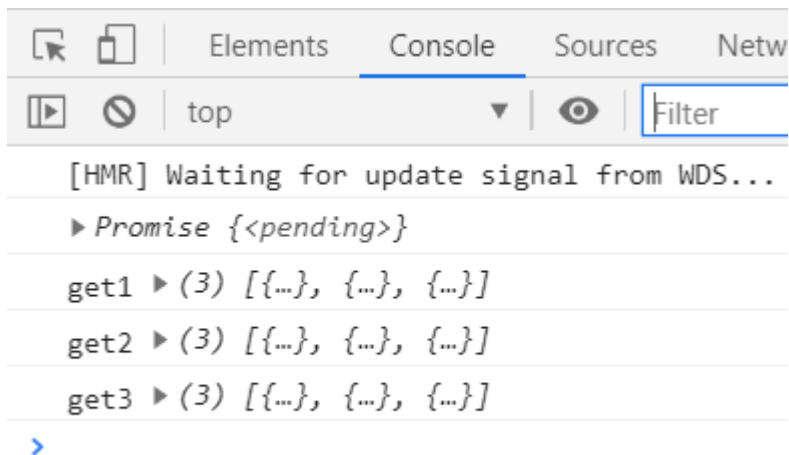 Elements Console Sources Netw
top Filter
[HMR] Waiting for update signal from WDS...
Promise {<pending>}
get1 (3) [{…}, {…}, {…}]
get2 (3) [{…}, {…}, {…}]
get3 (3) [{…}, {…}, {…}]